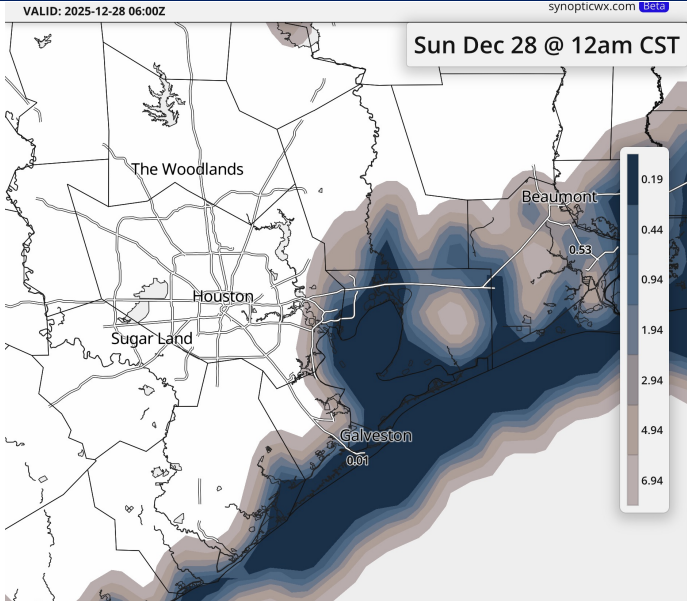 VALID: 2025-12-28 06:00Z
synopticwx.com Beta
Sun Dec 28 @ 12am CST
The Woodlands
Beaumont
0.53
Houston
Sugar Land
Galveston
0.01
0.19
0.44
0.94
1.94
2.94
4.94
6.94